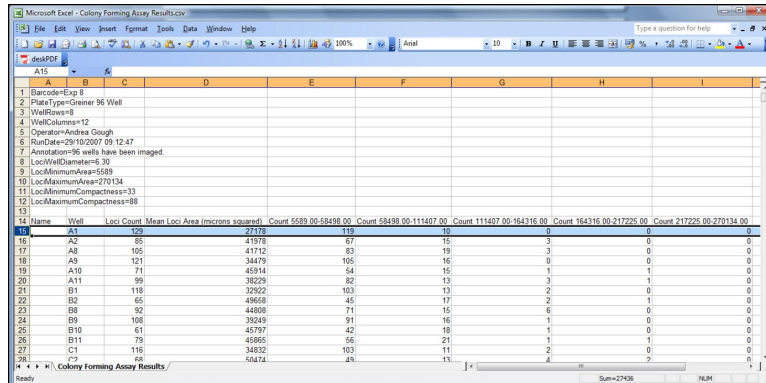 Microsoft Excel - Colony Forming Assay Results.csv
File Edit View Insert Format Tools Data Window Help Type a question for help
100% Arial 10 B I U
deskPDF
A15 fx
A B C D E F G H I
1 Barcode=Exp 8
2 PlateType=Greiner 96 Well
3 WellRows=8
4 WellColumns=12
5 Operator=Andrea Gough
6 RunDate=29/10/2007 09:12:47
7 Annotation=96 wells have been imaged.
8 LociWellDiameter=6.30
9 LociMinimumArea=5589
10 LociMaximumArea=270134
11 LociMinimumCompactness=33
12 LociMaximumCompactness=88
13
14 Name Well Loci Count Mean Loci Area (microns squared) Count 5589.00-58498.00 Count 58498.00-111407.00 Count 111407.00-164316.00 Count 164316.00-217225.00 Count 217225.00-270134.00
15 A1 129 27178 119 10 0 0 0
16 A2 85 41978 67 15 3 0 0
17 A8 105 41712 83 19 3 0 0
18 A9 121 34479 105 16 0 0 0
19 A10 71 45914 54 15 1 1 0
20 A11 99 38229 82 13 3 1 0
21 B1 118 32922 103 13 2 0 0
22 B2 65 49658 45 17 2 1 0
23 B8 92 44808 71 15 6 0 0
24 B9 108 39249 91 16 1 0 0
25 B10 61 45797 42 18 1 0 0
26 B11 79 45865 56 21 1 1 0
27 C1 116 34832 103 11 2 0 0
28 C2 68 50474 49 13 4 2 0
Colony Forming Assay Results
Ready Sum=27436 NUM